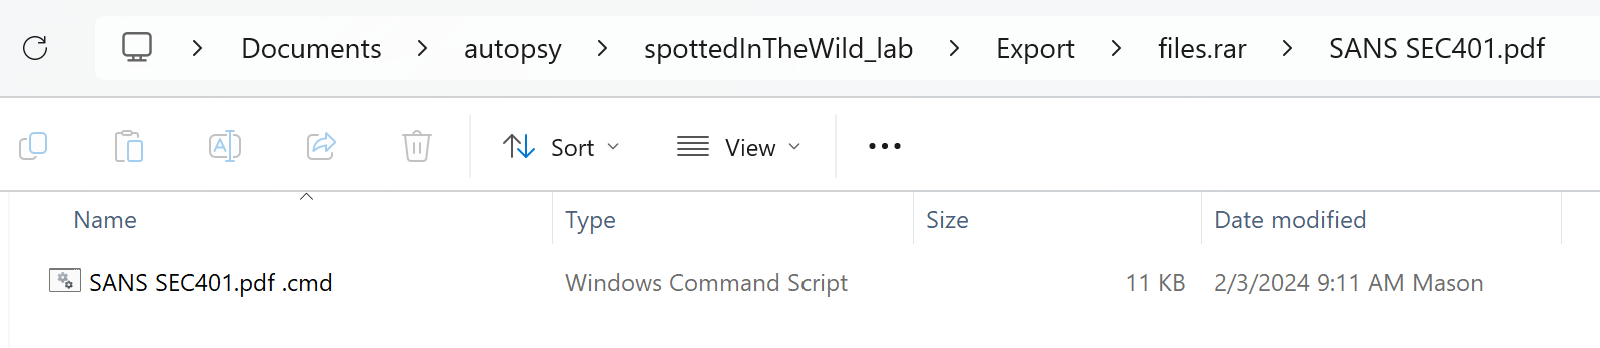 Documents > autopsy > spottedInTheWild_lab > Export > files.rar > SANS SEC401.pdf
Sort View •••
Name Type Size Date modified
SANS SEC401.pdf .cmd Windows Command Script 11 KB 2/3/2024 9:11 AM Mason